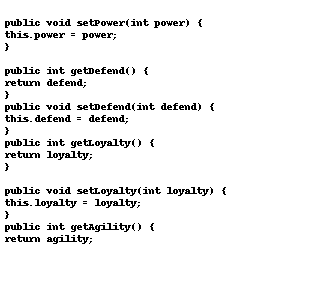 public void setPower(int power) {
this.power = power;
}
public int getDefend() {
return defend;
}
public void setDefend(int defend) {
this.defend = defend;
}
public int getLoyalty() {
return loyalty;
}
public void setLoyalty(int loyalty) {
this.loyalty = loyalty;
}
public int getAgility() {
return agility;